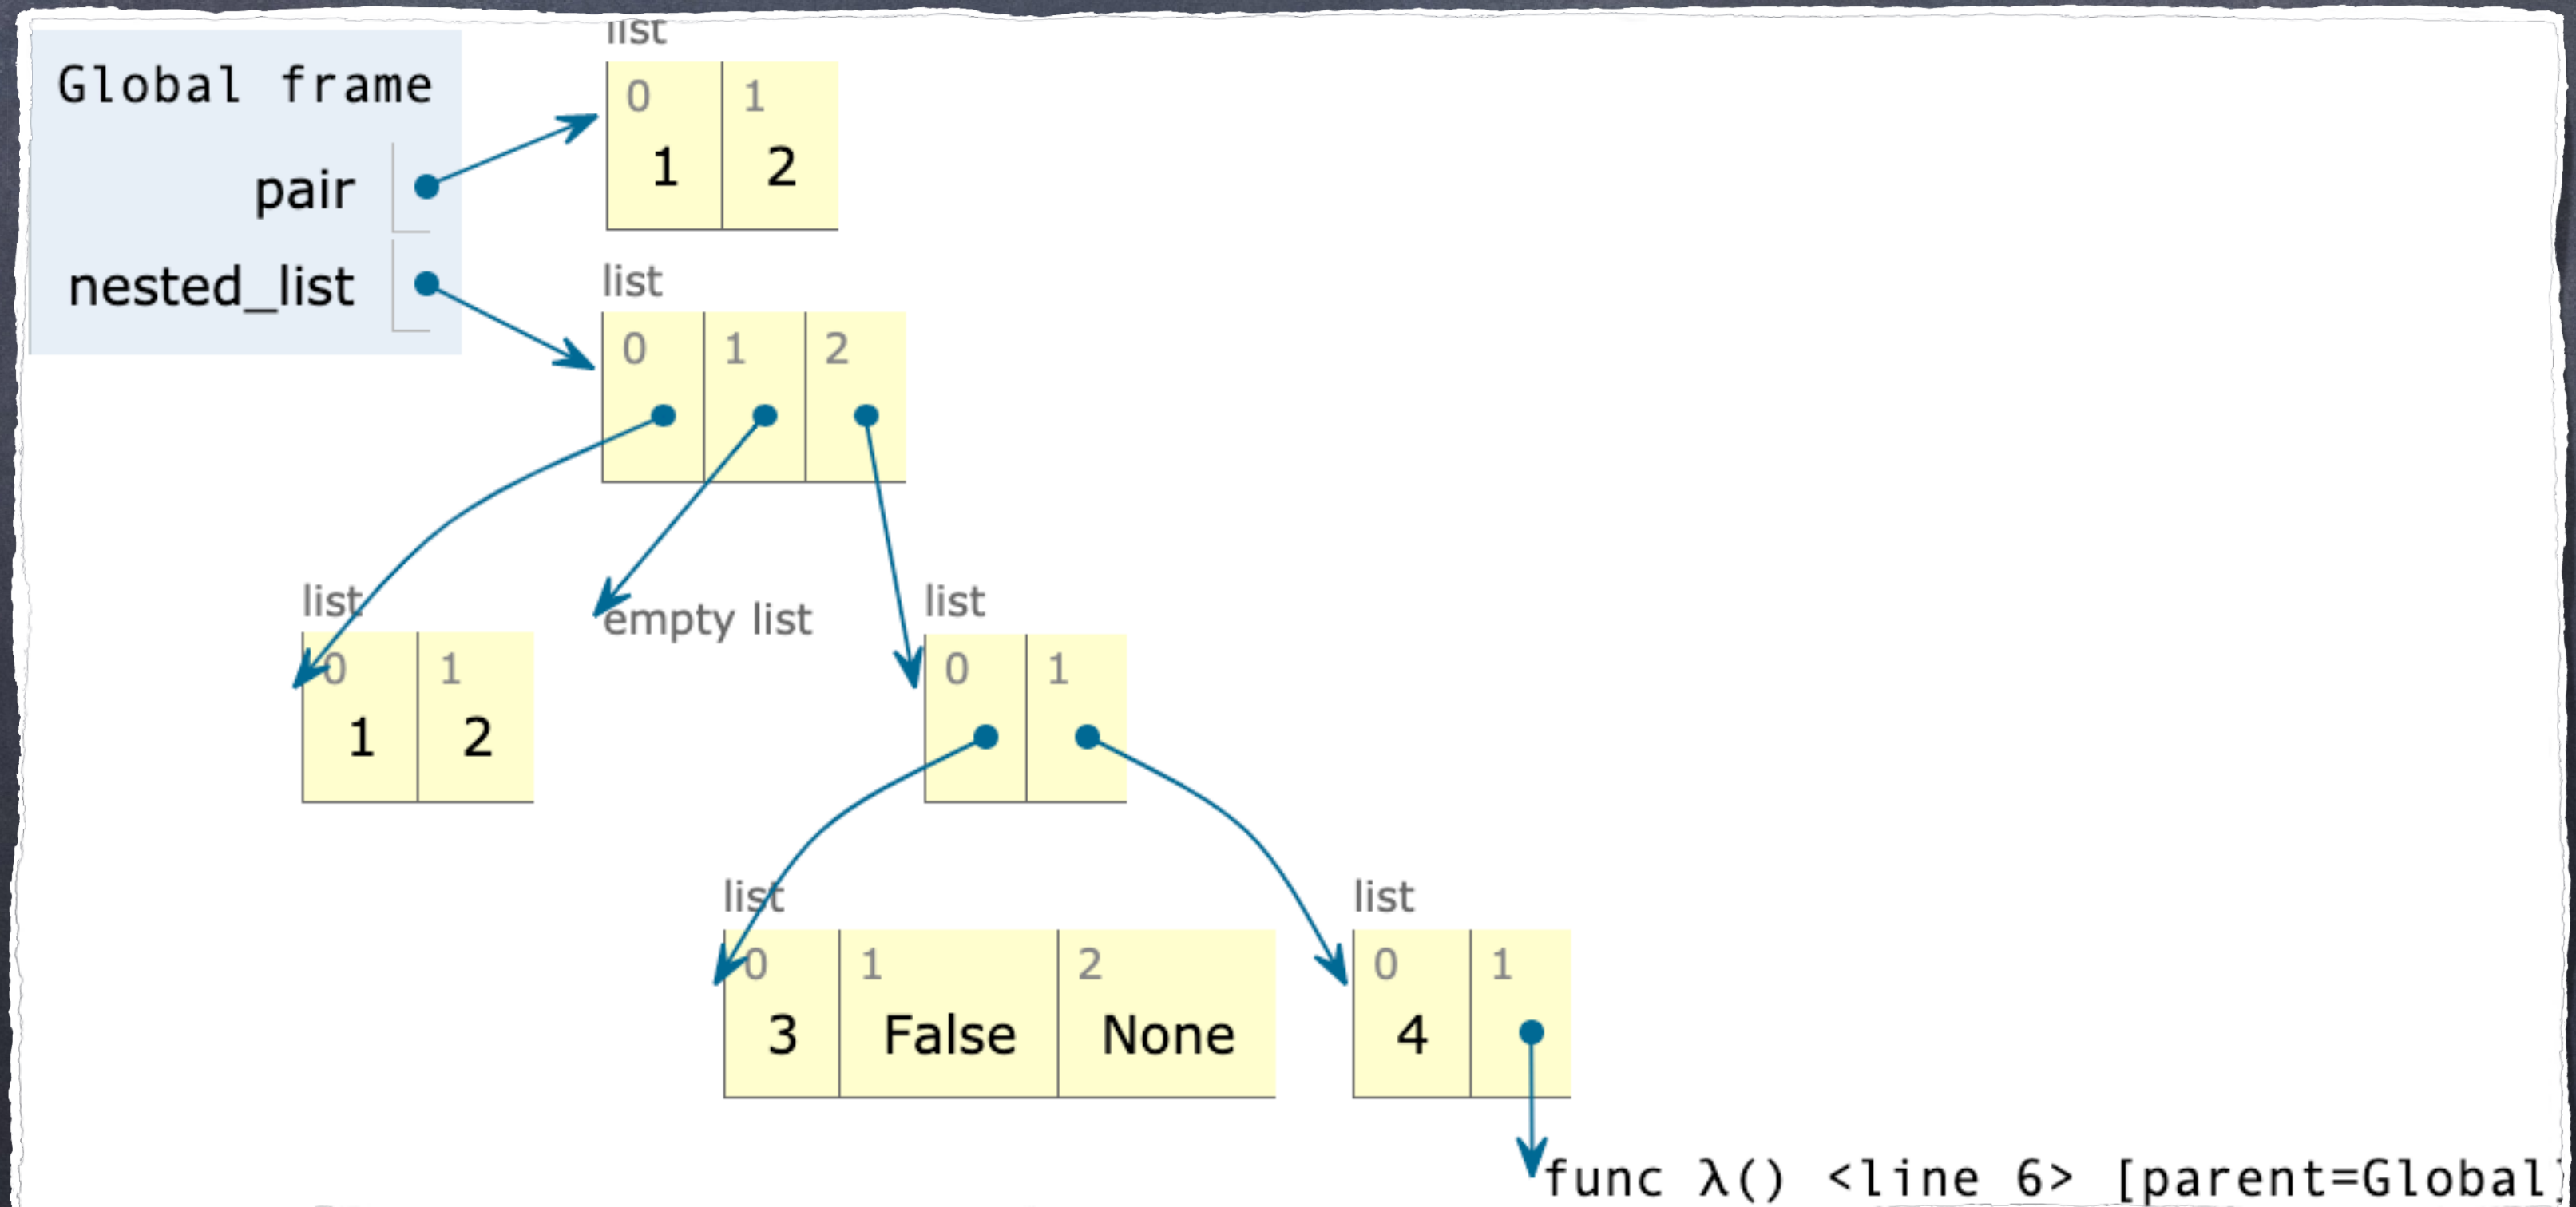 Global frame
pair
nested_list
list
0 1
1 2
list
0 1 2
list
0 1
1 2
empty list
list
0 1
list
0 1 2
3 False None
list
0 1
4
func λ() <line 6> [parent=Global]